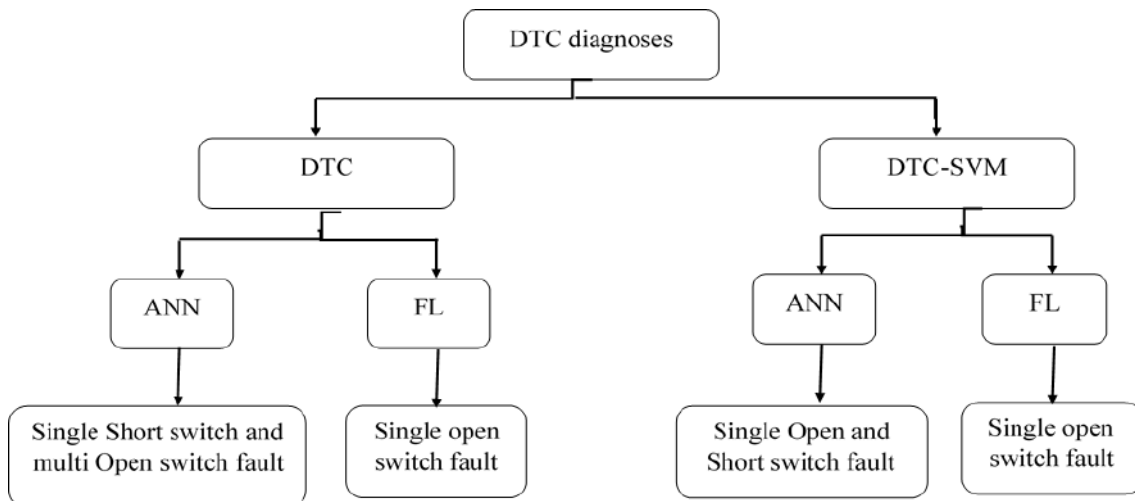 DTC diagnoses
DTC
DTC-SVM
ANN
FL
ANN
FL
Single Short switch and
multi Open switch fault
Single open
switch fault
Single Open and
Short switch fault
Single open
switch fault